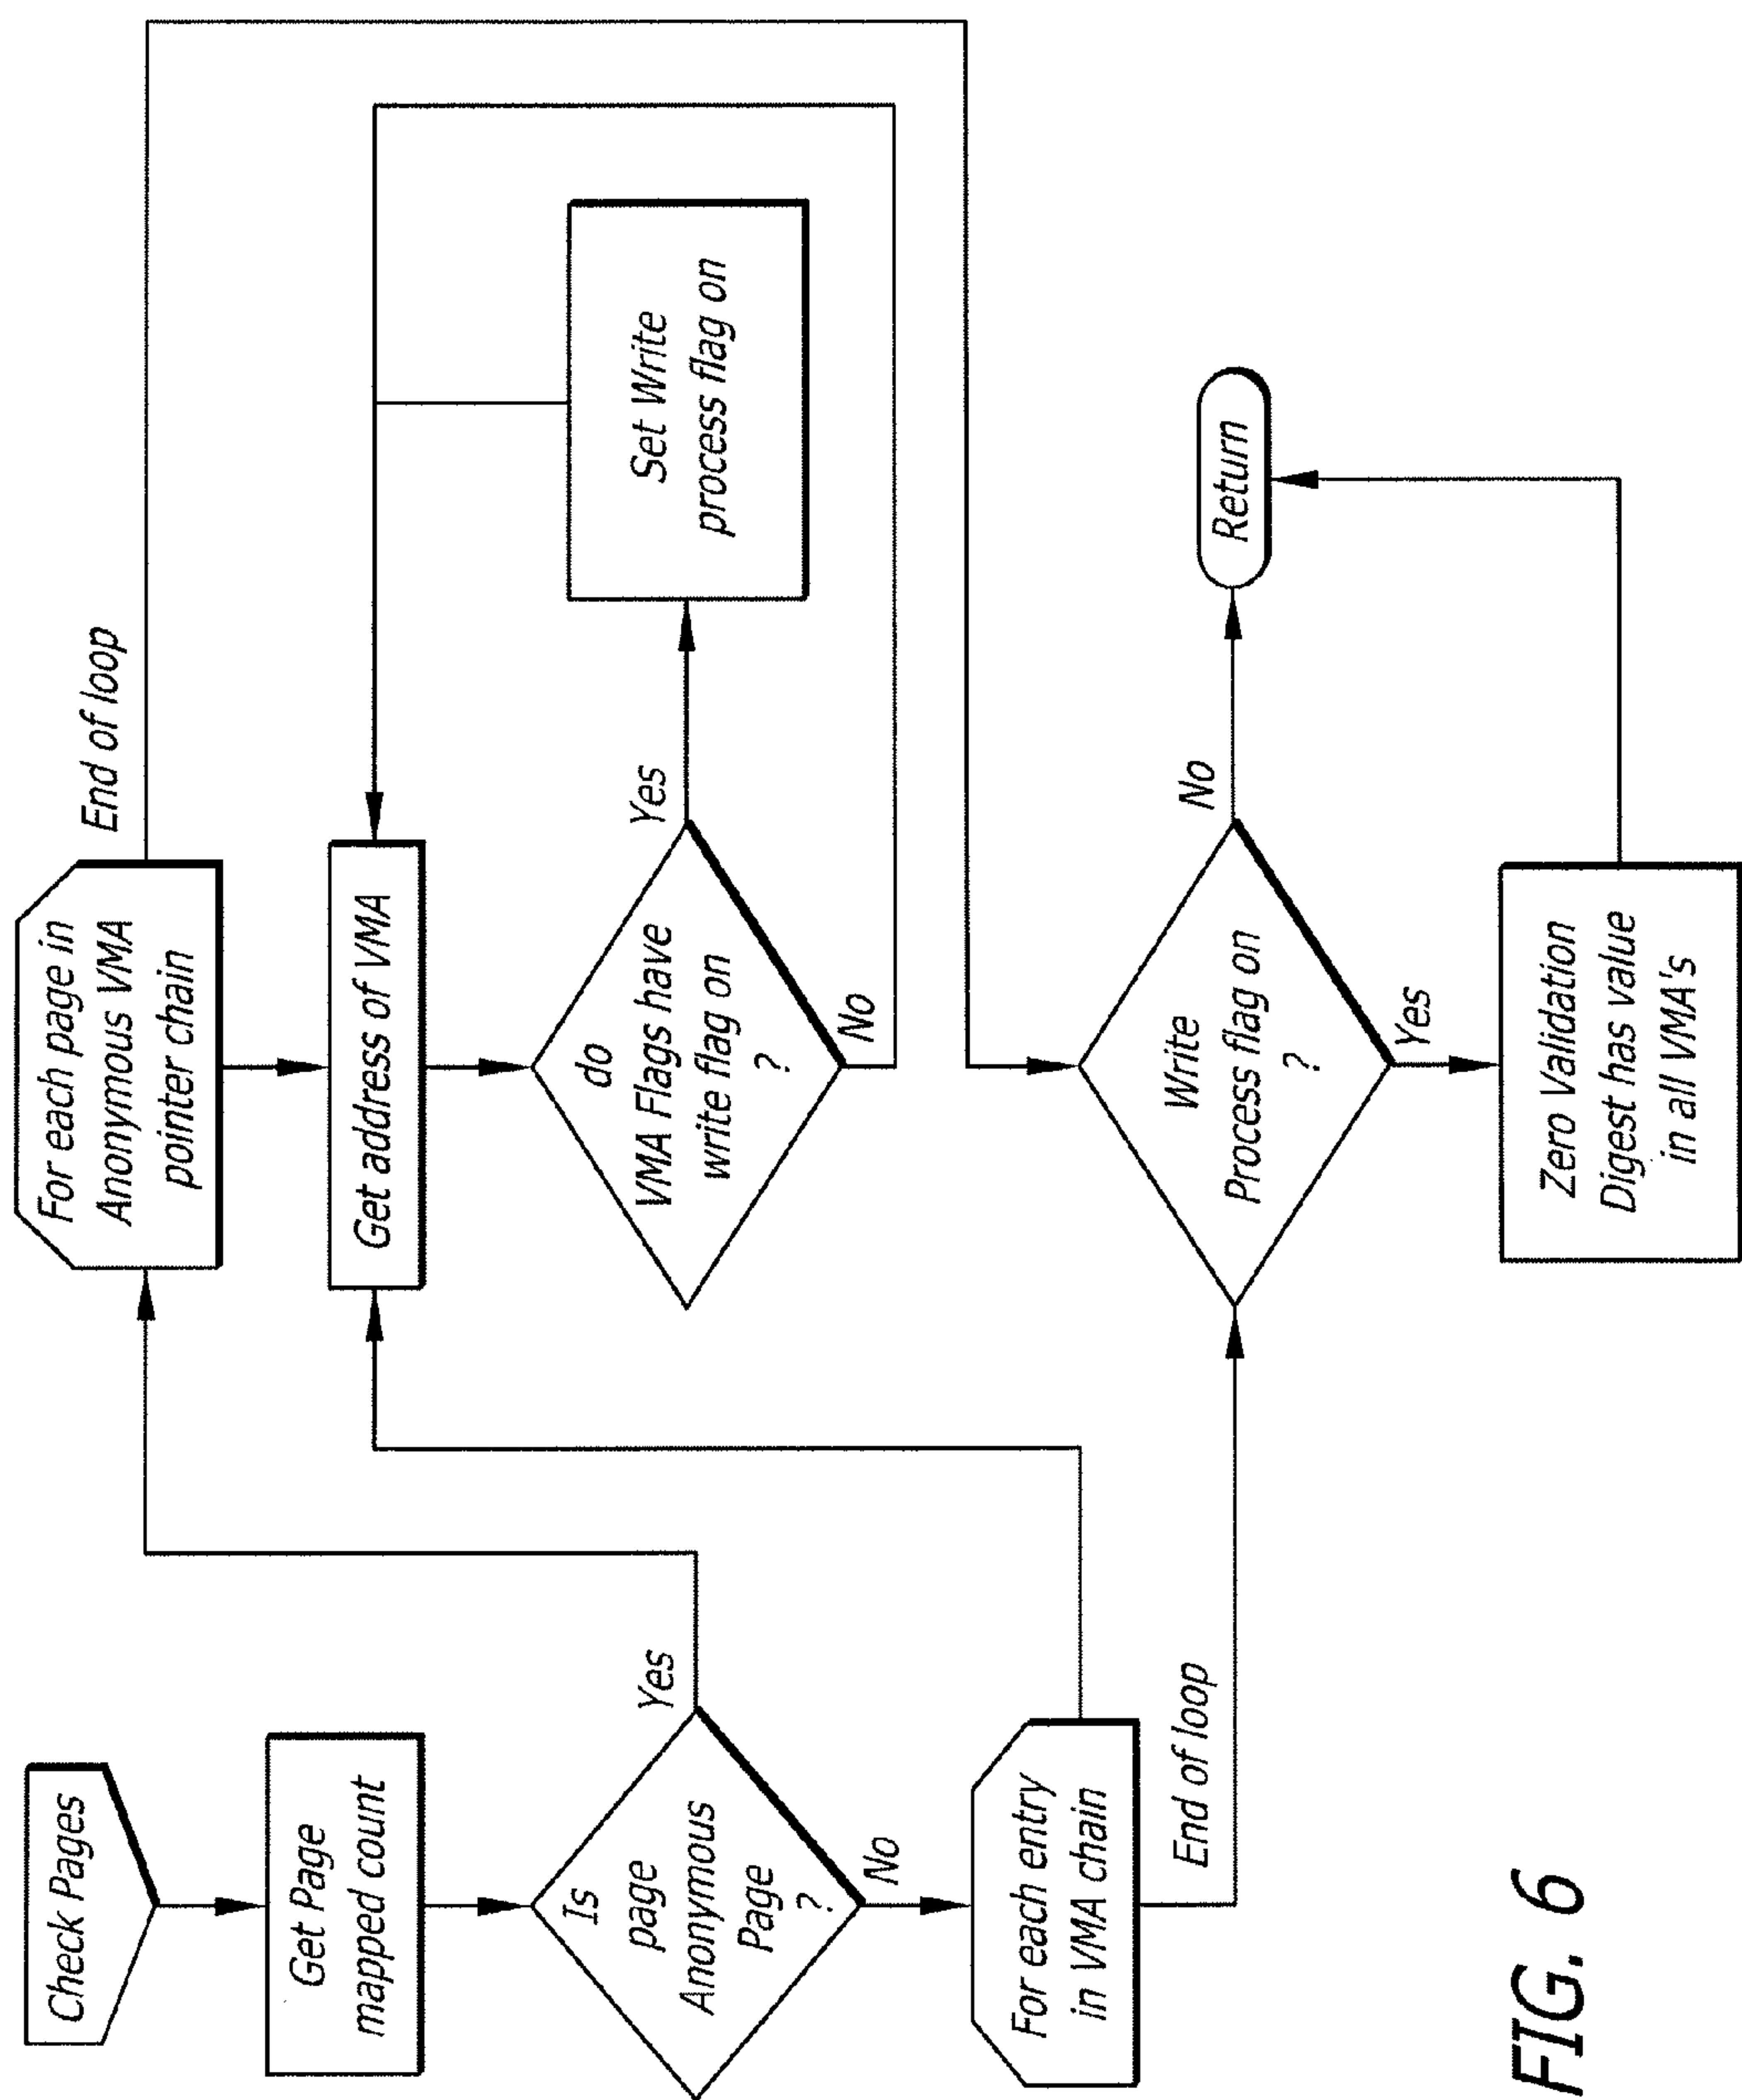 Check Pages
Get Page
mapped count
Is
page
Anonymous
Page
?
Yes
No
For each entry
in VMA chain
End of loop
For each page in
Anonymous VMA
pointer chain
End of loop
Get address of VMA
do
VMA Flags have
write flag on
?
Yes
No
Set Write
process flag on
Write
Process flag on
?
No
Yes
Return
Zero Validation
Digest has value
in all VMA's
FIG. 6